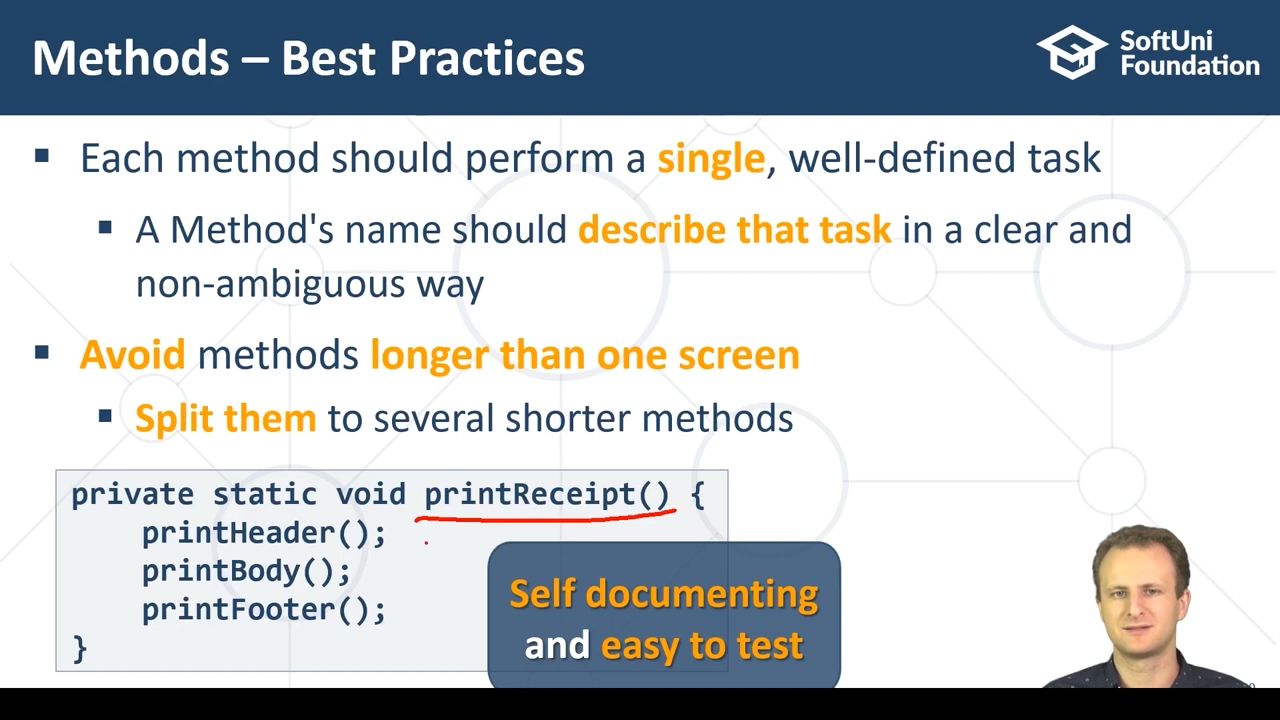 Methods – Best Practices
SoftUni
Foundation
▪ Each method should perform a single, well-defined task
▪ A Method's name should describe that task in a clear and
non-ambiguous way
▪ Avoid methods longer than one screen
▪ Split them to several shorter methods
private static void printReceipt() {
printHeader();
printBody();
printFooter();
}
Self documenting
and easy to test